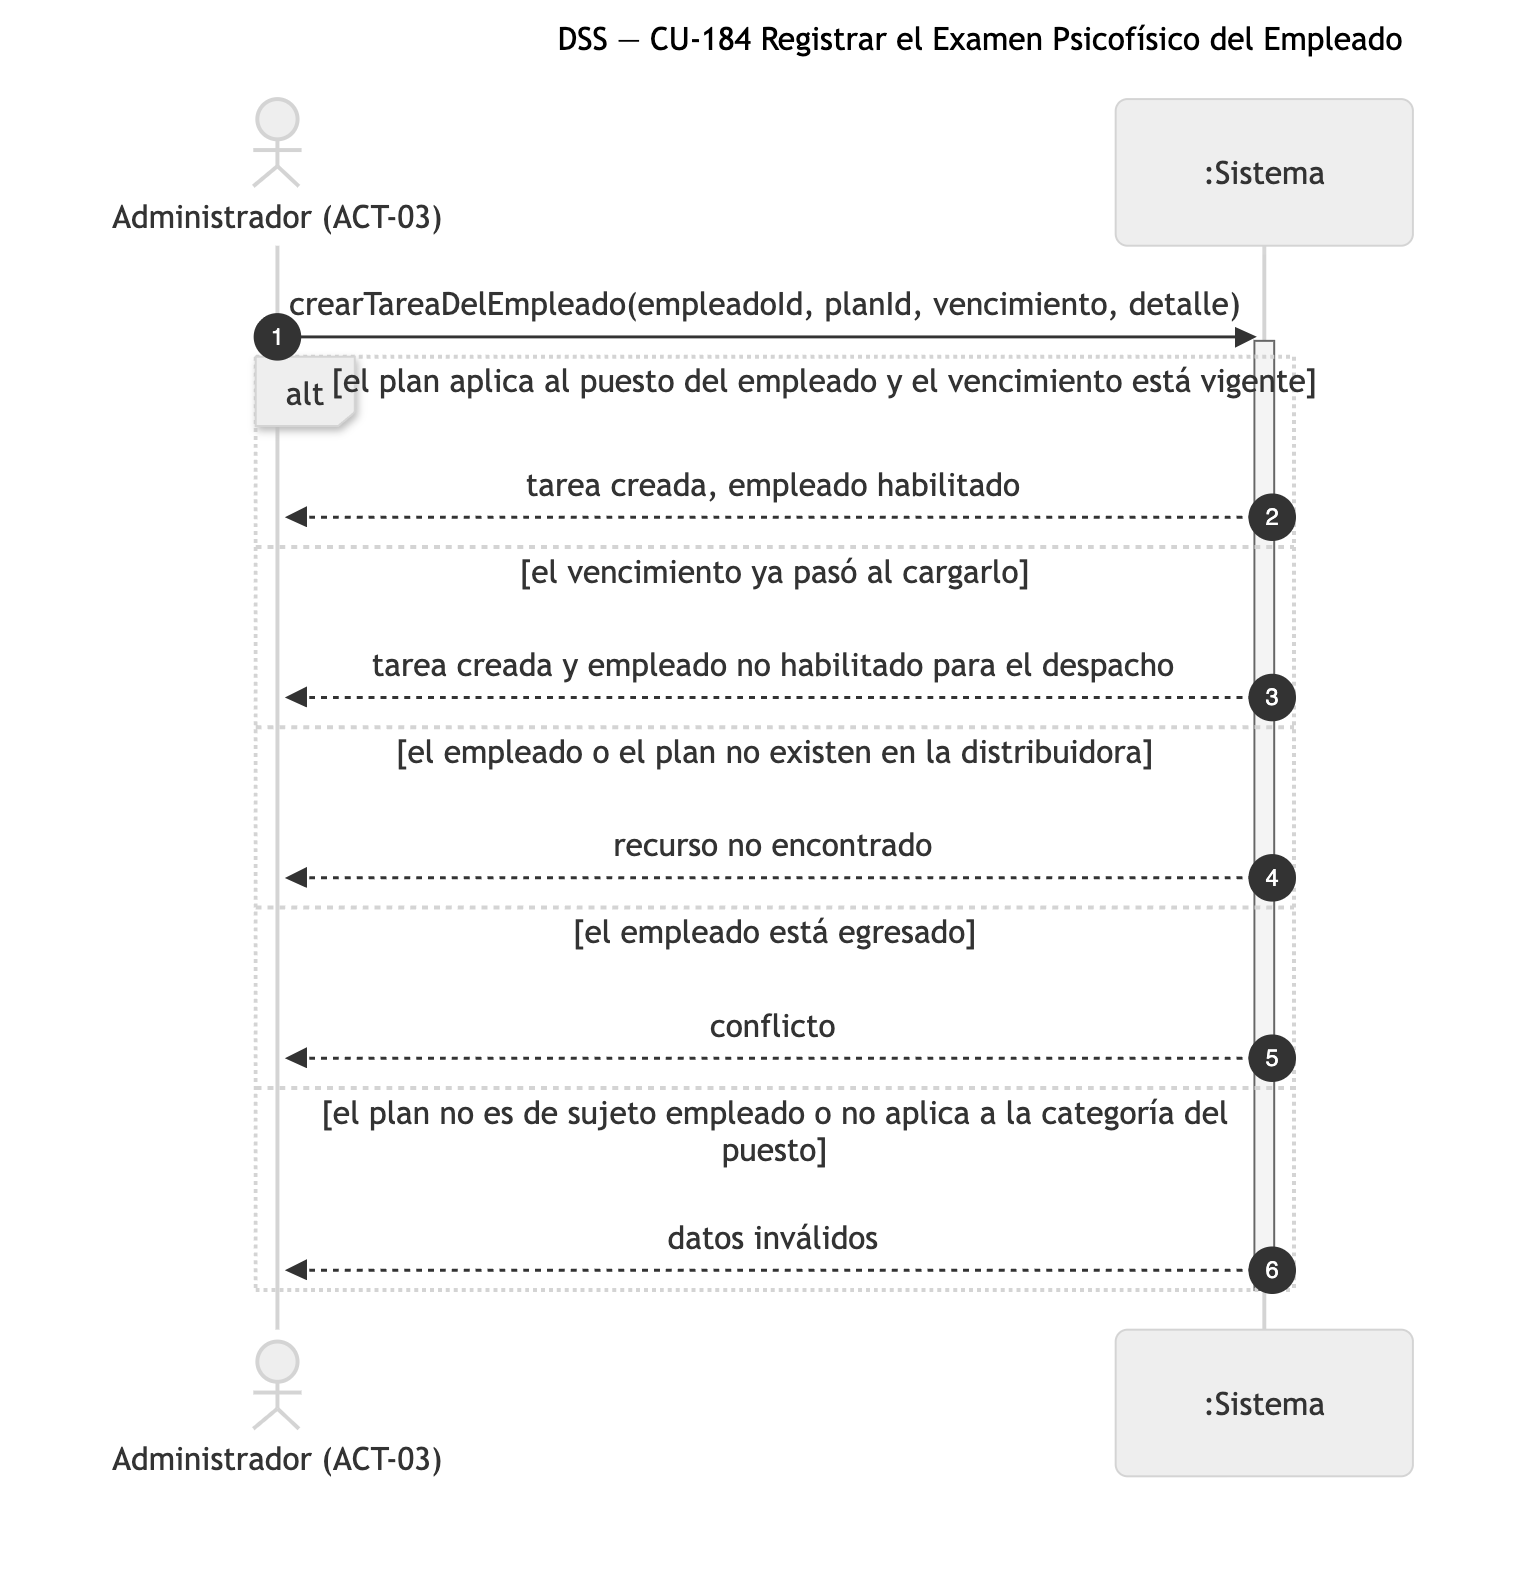 DSS — CU-184 Registrar el Examen Psicofísico del Empleado
:Sistema
Administrador (ACT-03)
crearTareaDelEmpleado(empleadoId, planId, vencimiento, detalle)
1
alt
[el plan aplica al puesto del empleado y el vencimiento está vigente]
tarea creada, empleado habilitado
2
[el vencimiento ya pasó al cargarlo]
tarea creada y empleado no habilitado para el despacho
3
[el empleado o el plan no existen en la distribuidora]
recurso no encontrado
4
[el empleado está egresado]
conflicto
5
[el plan no es de sujeto empleado o no aplica a la categoría del
puesto]
datos inválidos
6
:Sistema
Administrador (ACT-03)